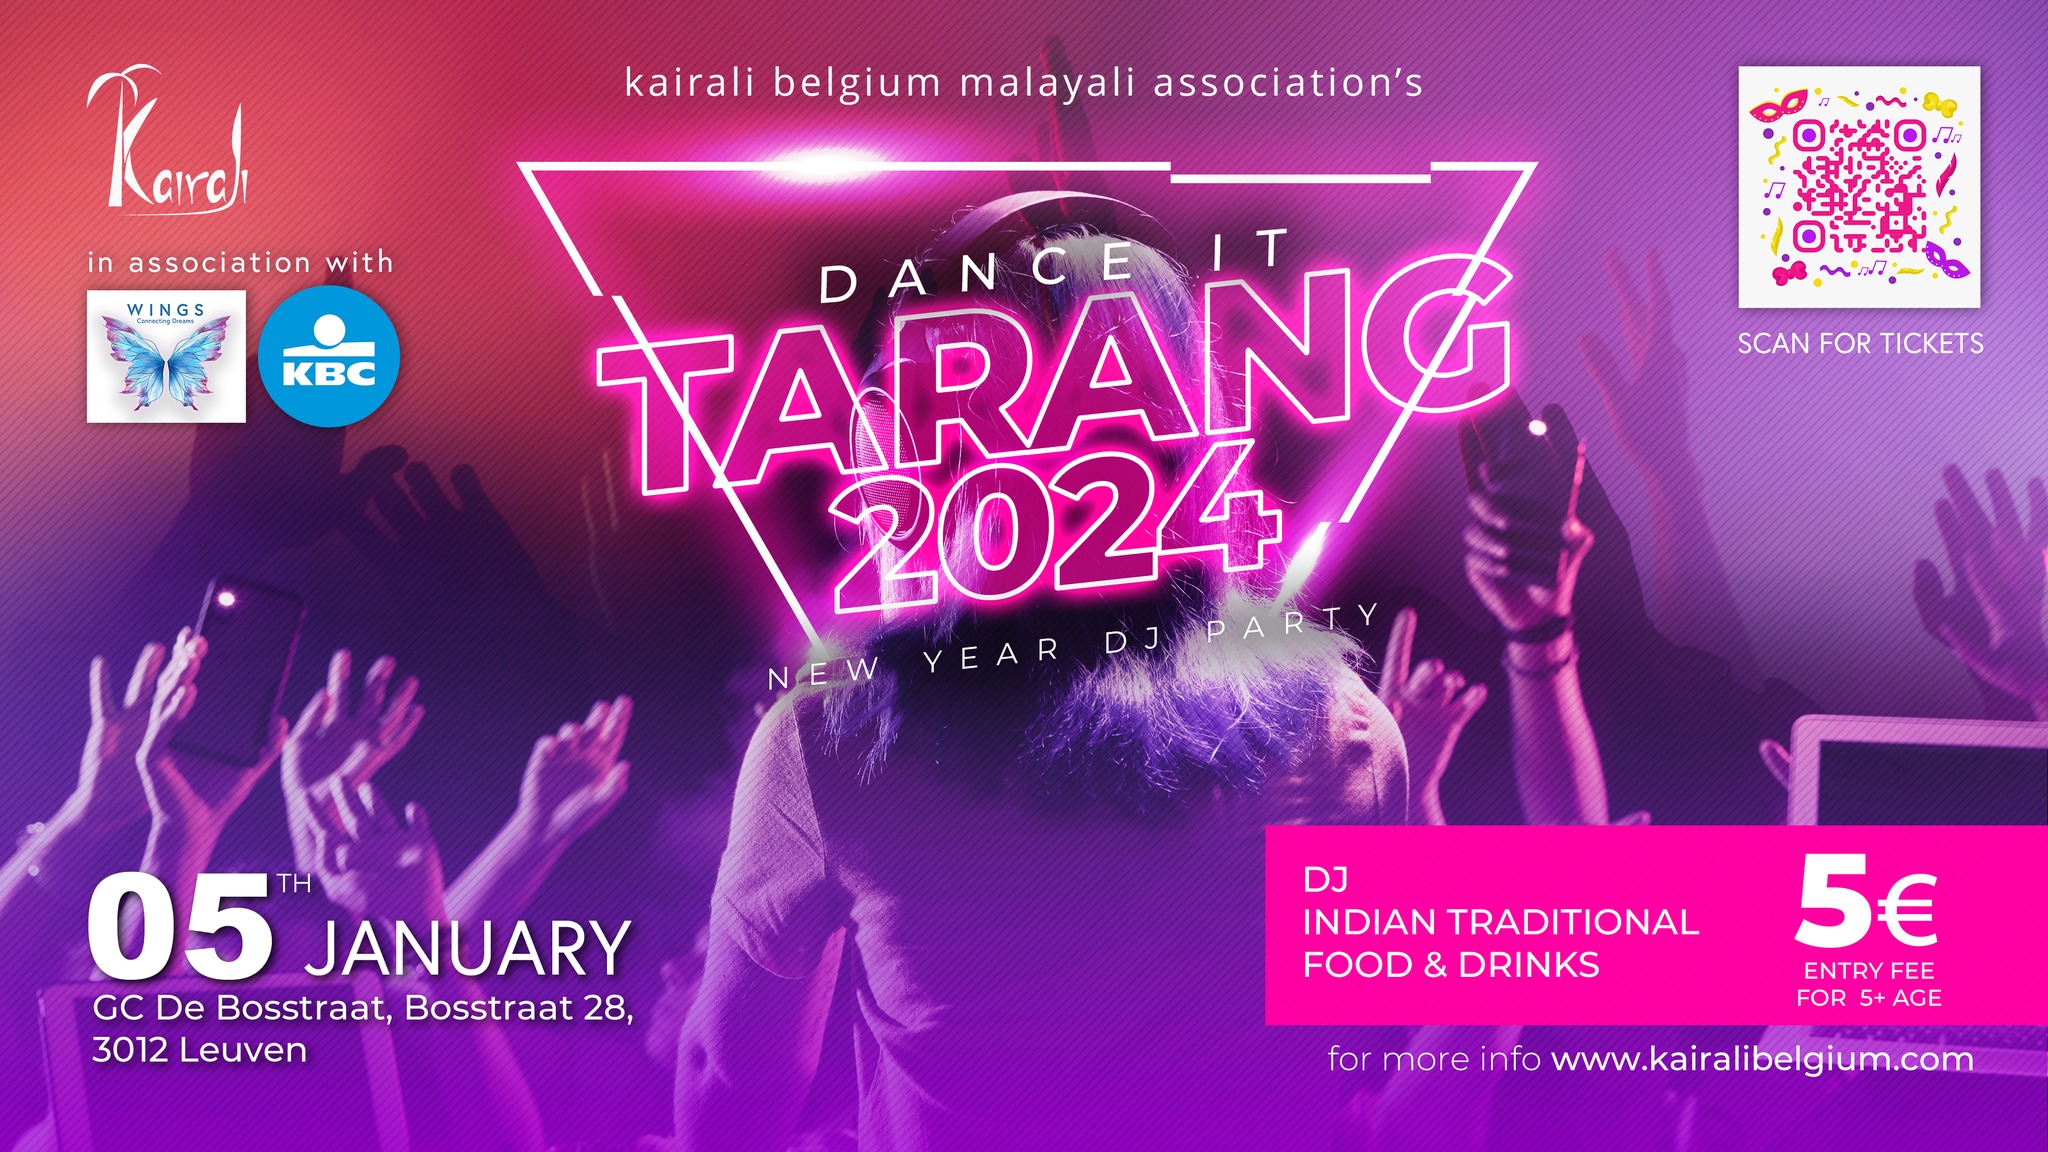 kairali belgium malayali association's
Kairali
in association with
WINGS
Connecting Dreams
KBC
SCAN FOR TICKETS
DANCE IT
TARANG
2024
NEW YEAR DJ PARTY
05TH JANUARY
GC De Bosstraat, Bosstraat 28,
3012 Leuven
DJ
INDIAN TRADITIONAL
FOOD & DRINKS
5€
ENTRY FEE
FOR 5+ AGE
for more info www.kairalibelgium.com